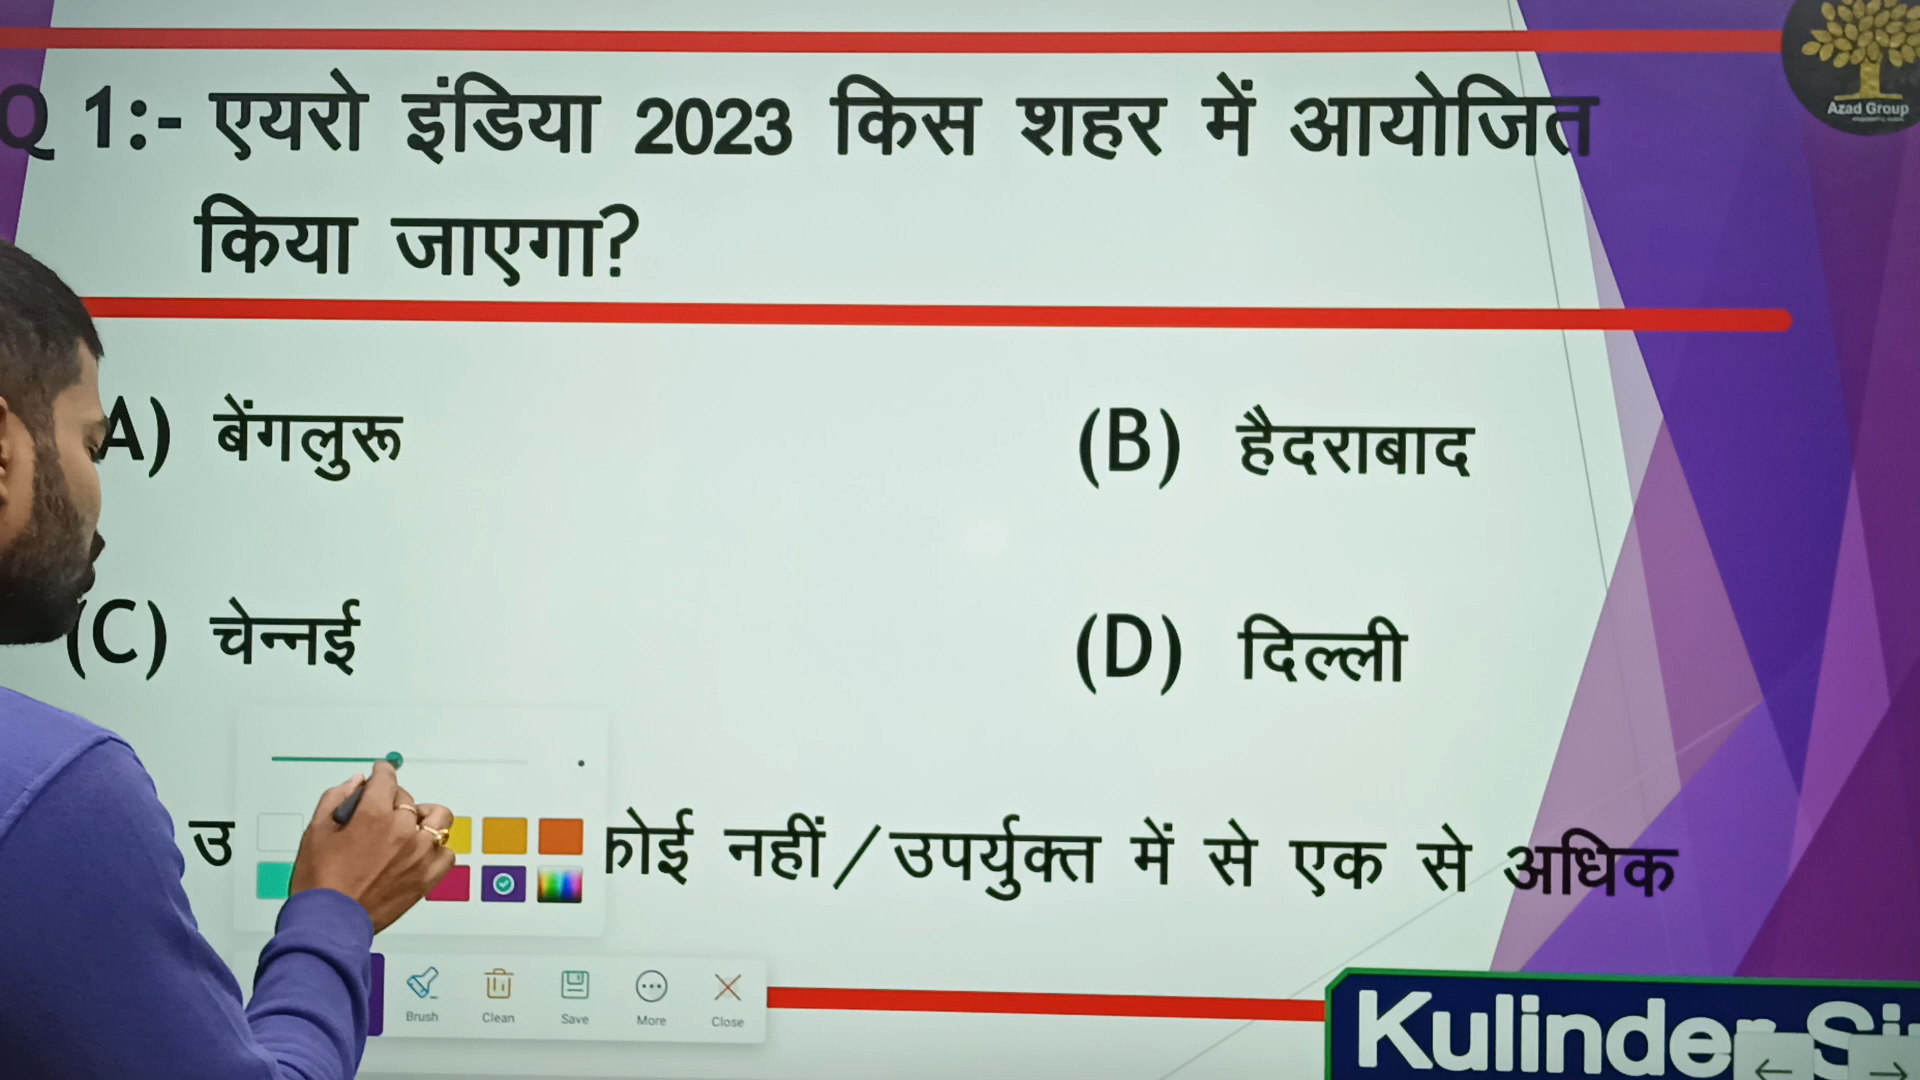 Q 1:- एयरो इंडिया 2023 किस शहर में आयोजित
किया जाएगा?
A) बेंगलुरू
(B) हैदराबाद
(C) चेन्नई
(D) दिल्ली
नहीं/उपर्युक्त में से एक से अधिक
Brush
Clean
Save
More
Close
Kulinder
Azad Group